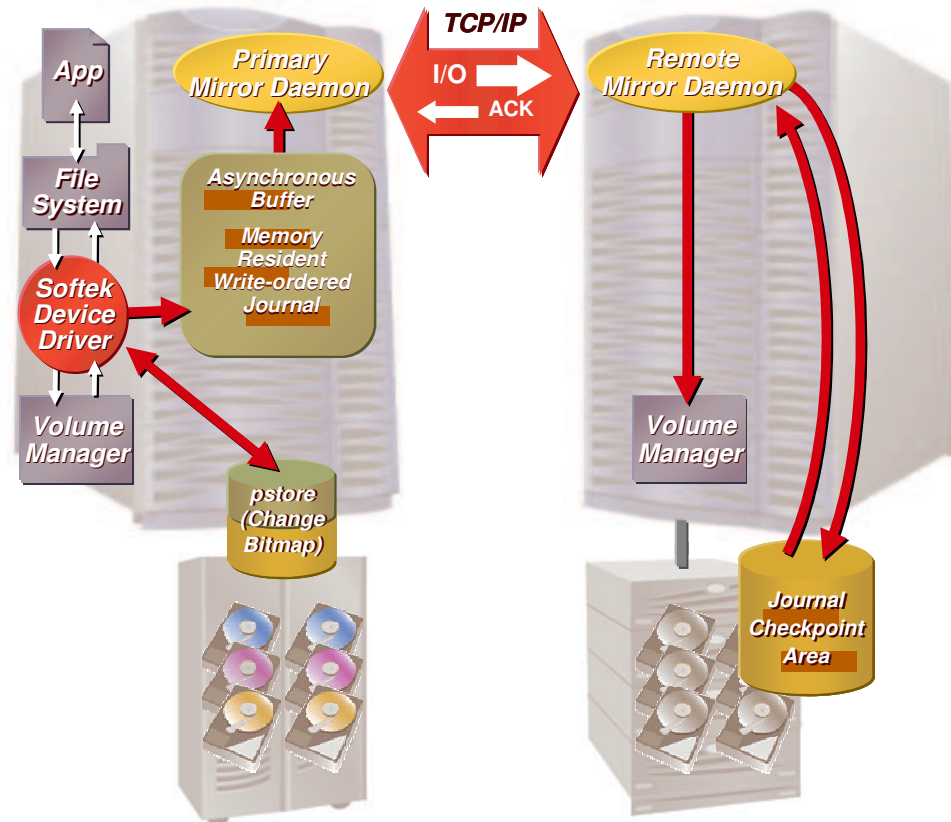 App
File
System
Softek
Device
Driver
Volume
Manager
Primary
Mirror Daemon
Asynchronous
Buffer
Memory
Resident
Write-ordered
Journal
pstore
(Change
Bitmap)
TCP/IP
I/O
ACK
Remote
Mirror Daemon
Volume
Manager
Journal
Checkpoint
Area